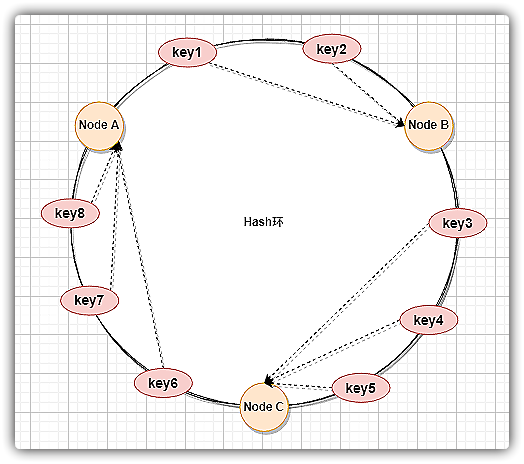 key1
key2
Node A
Node B
key8
Hash环
key3
key7
key4
key6
key5
Node C